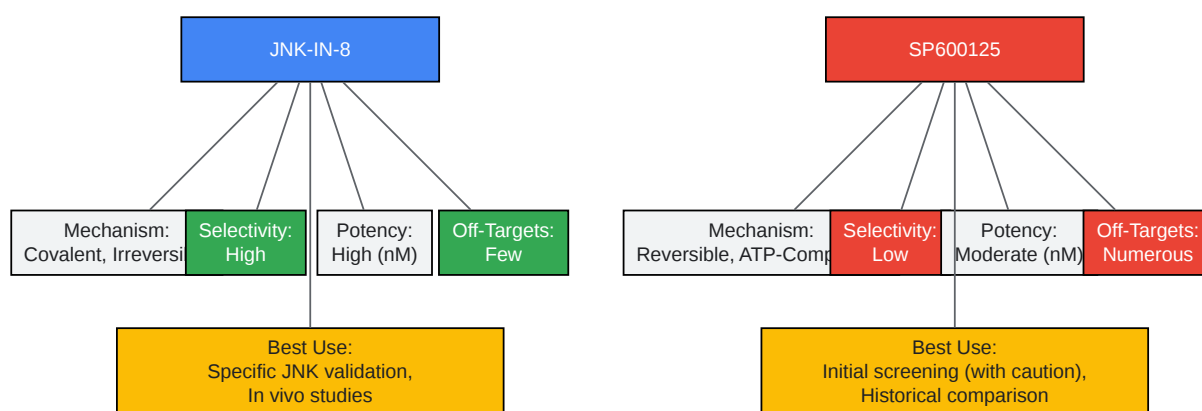 JNK-IN-8
SP600125
Mechanism:
Covalent, Irreversi
Selectivity:
High
Potency:
High (nM)
Off-Targets:
Few
Mechanism:
Reversible, ATP-Comp
Selectivity:
Low
Potency:
Moderate (nM)
Off-Targets:
Numerous
Best Use:
Specific JNK validation,
In vivo studies
Best Use:
Initial screening (with caution),
Historical comparison